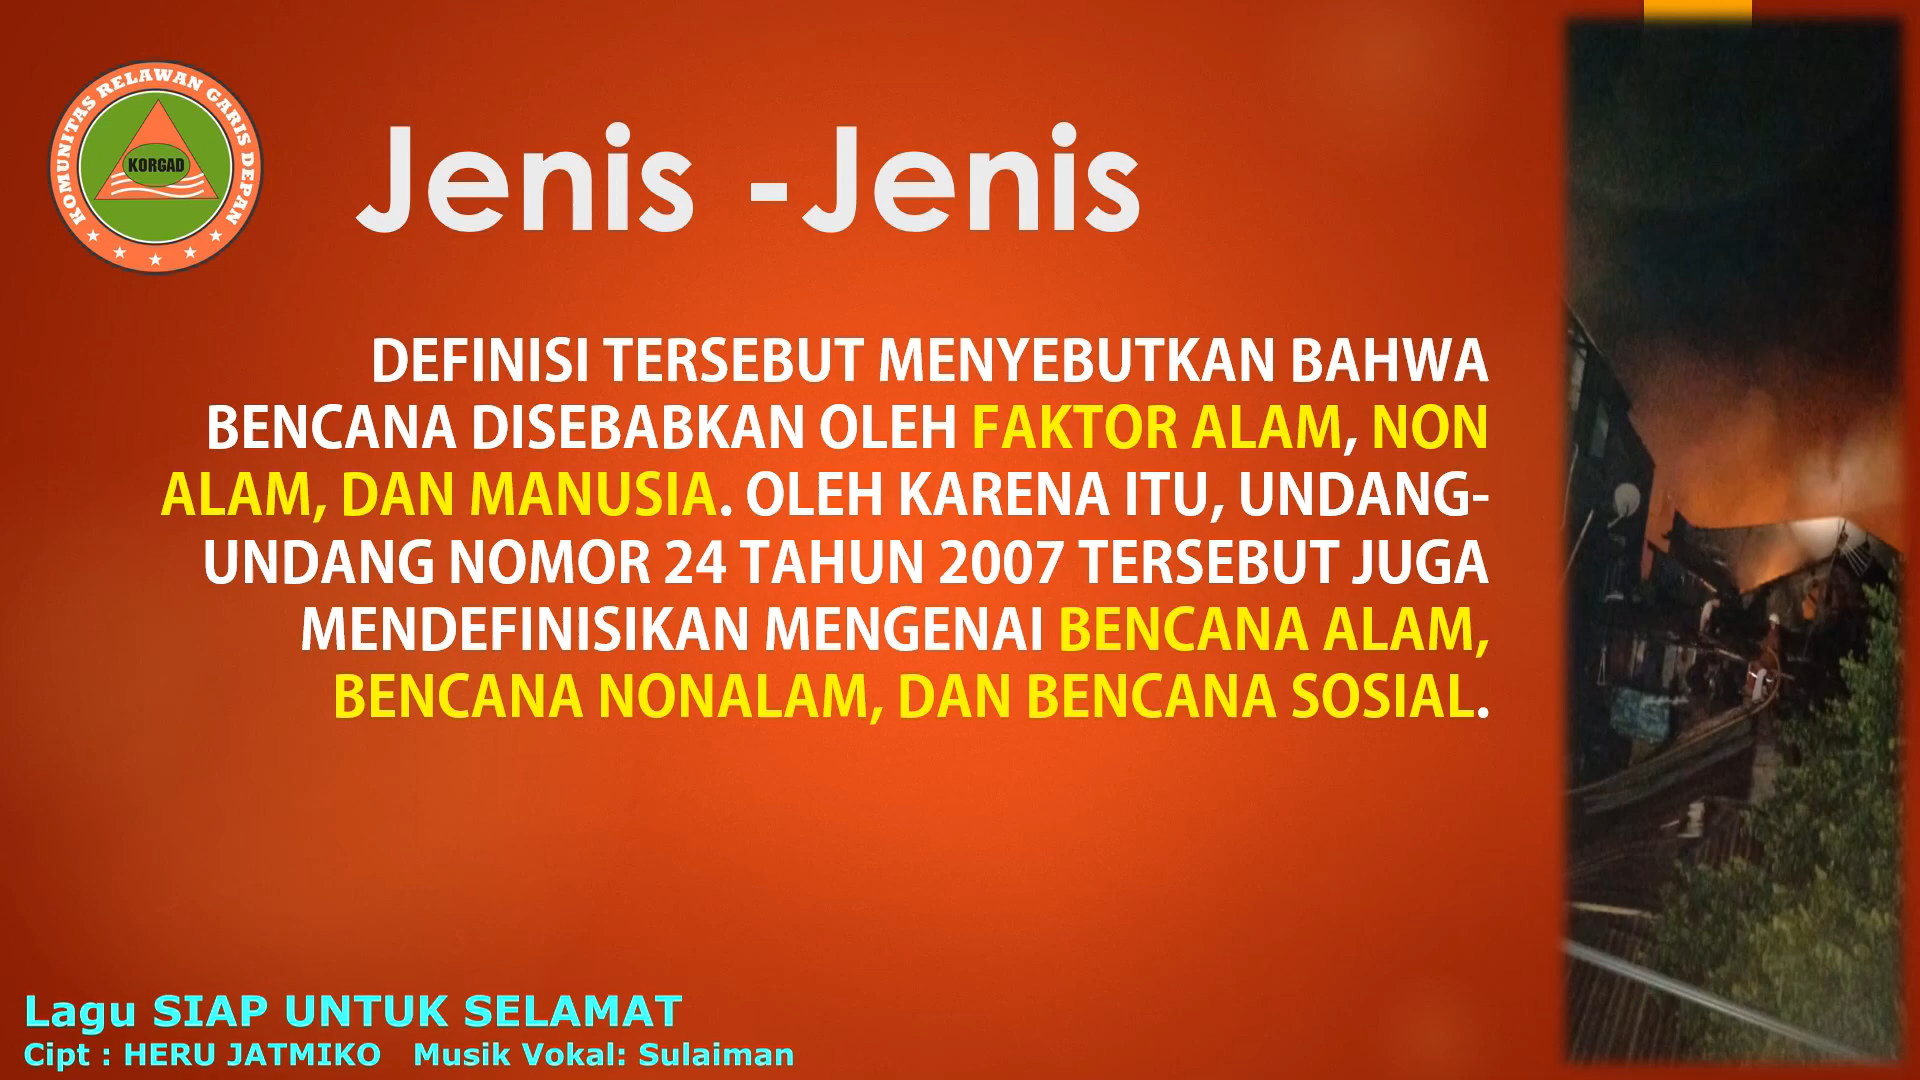 KOMUNITAS RELAWAN GARIS DEPAN
KORGAD
Jenis -Jenis
DEFINISI TERSEBUT MENYEBUTKAN BAHWA
BENCANA DISEBABKAN OLEH FAKTOR ALAM, NON
ALAM, DAN MANUSIA. OLEH KARENA ITU, UNDANG-
UNDANG NOMOR 24 TAHUN 2007 TERSEBUT JUGA
MENDEFINISIKAN MENGENAI BENCANA ALAM,
BENCANA NONALAM, DAN BENCANA SOSIAL.
Lagu SIAP UNTUK SELAMAT
Cipt : HERU JATMIKO Musik Vokal: Sulaiman